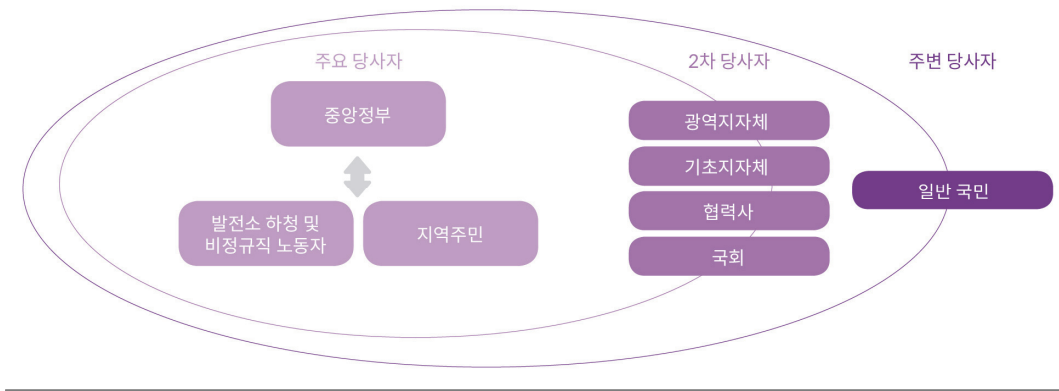 주요 당사자
2차 당사자
주변 당사자
중앙정부
발전소 하청 및
비정규직 노동자
지역주민
광역지자체
기초지자체
협력사
국회
일반 국민